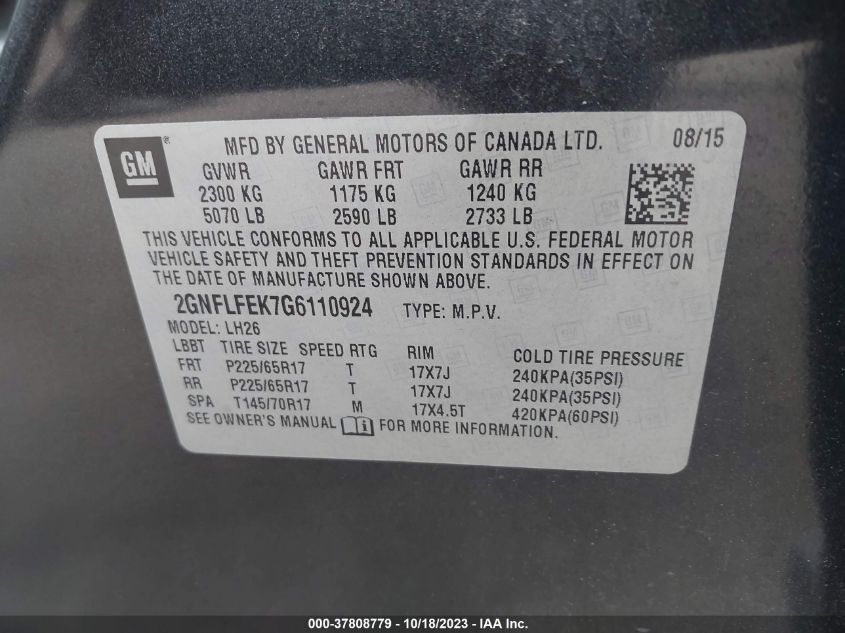 GM ® MFD BY GENERAL MOTORS OF CANADA LTD. 08/15
GVWR GAWR FRT GAWR RR
2300 KG 1175 KG 1240 KG
5070 LB 2590 LB 2733 LB
THIS VEHICLE CONFORMS TO ALL APPLICABLE U.S. FEDERAL MOTOR
VEHICLE SAFETY AND THEFT PREVENTION STANDARDS IN EFFECT ON
THE DATE OF MANUFACTURE SHOWN ABOVE.
2GNFLFEK7G6110924 TYPE: M.P.V.
MODEL: LH26
LBBT TIRE SIZE SPEED RTG RIM COLD TIRE PRESSURE
FRT P225/65R17 T 17X7J 240KPA(35PSI)
RR P225/65R17 T 17X7J 240KPA(35PSI)
SPA T145/70R17 M 17X4.5T 420KPA(60PSI)
SEE OWNER'S MANUAL i FOR MORE INFORMATION.
000-37808779 - 10/18/2023 - IAA Inc.